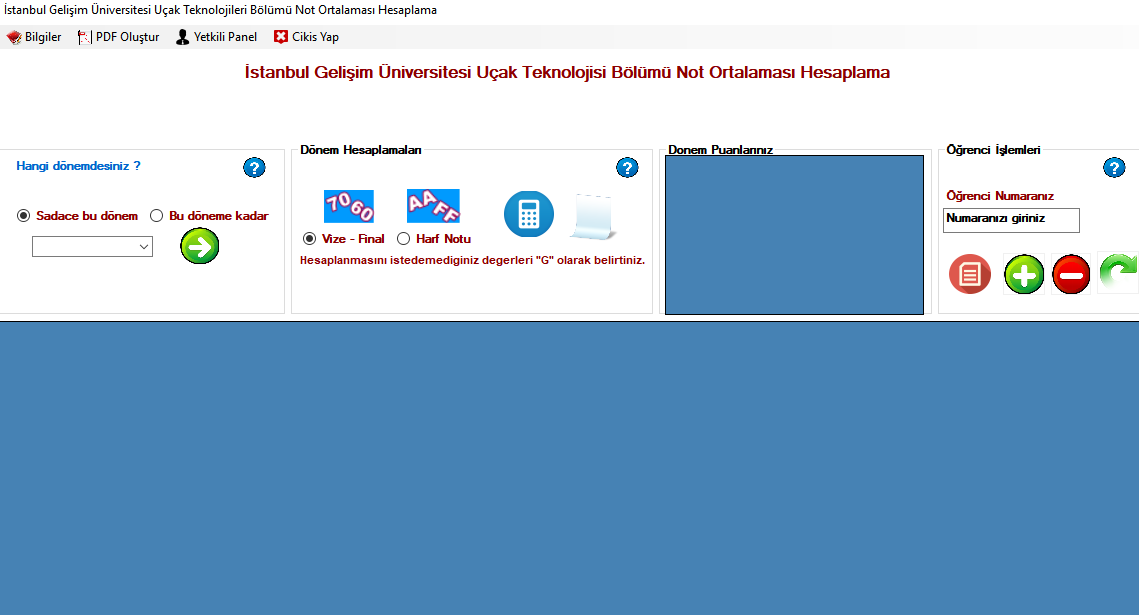 İstanbul Gelişim Üniversitesi Uçak Teknolojileri Bölümü Not Ortalaması Hesaplama
Bilgiler PDF Oluştur Yetkili Panel Cikis Yap
İstanbul Gelişim Üniversitesi Uçak Teknolojisi Bölümü Not Ortalaması Hesaplama
Hangi dönemdesiniz ?
?
Sadace bu dönem Bu döneme kadar
Dönem Hesaplamaları
?
7060 AAFF
Vize - Final Harf Notu
Hesaplanmasını istedemediginiz degerleri "G" olarak belirtiniz.
Donem Puanlarınız
Öğrenci İşlemleri
?
Öğrenci Numaranız
Numaranızı giriniz